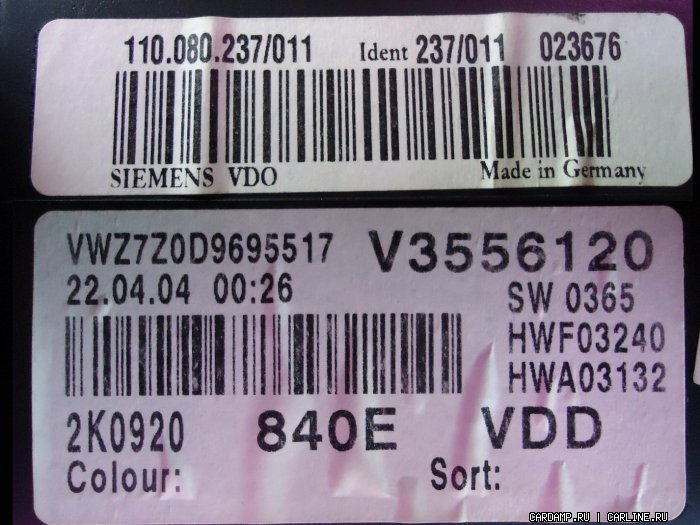 110.080.237/011 Ident 237/011 023676
SIEMENS VDO Made in Germany
VWZ7Z0D9695517 V3556120
22.04.04 00:26 SW 0365
HWF03240
HWA03132
2K0920 840E VDD
Colour: Sort:
CARDAMP.RU | CARLINE.RU